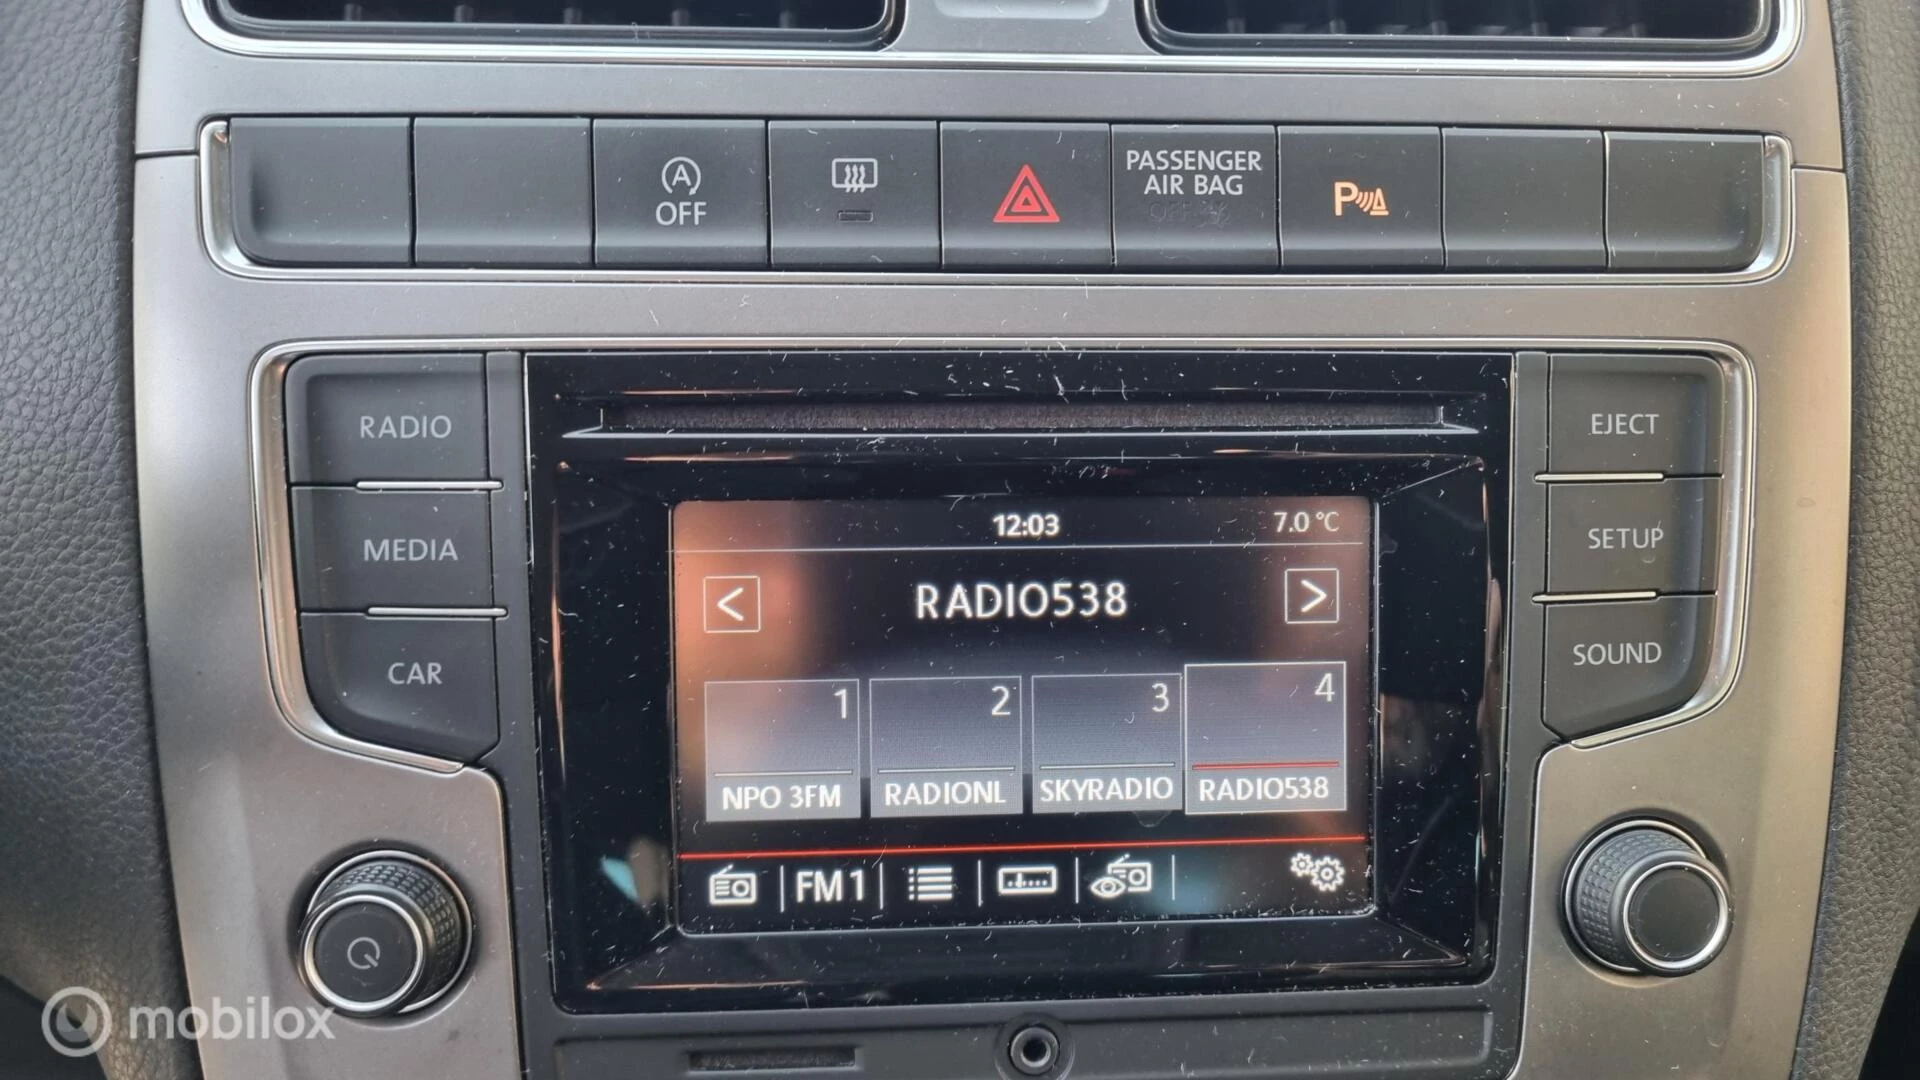 A
OFF
PASSENGER
AIR BAG
OFF
P
RADIO
MEDIA
CAR
EJECT
SETUP
SOUND
12:03 7.0 °C
< RADIO538 >
1 2 3 4
NPO 3FM RADIONL SKYRADIO RADIO538
FM1
mobilox